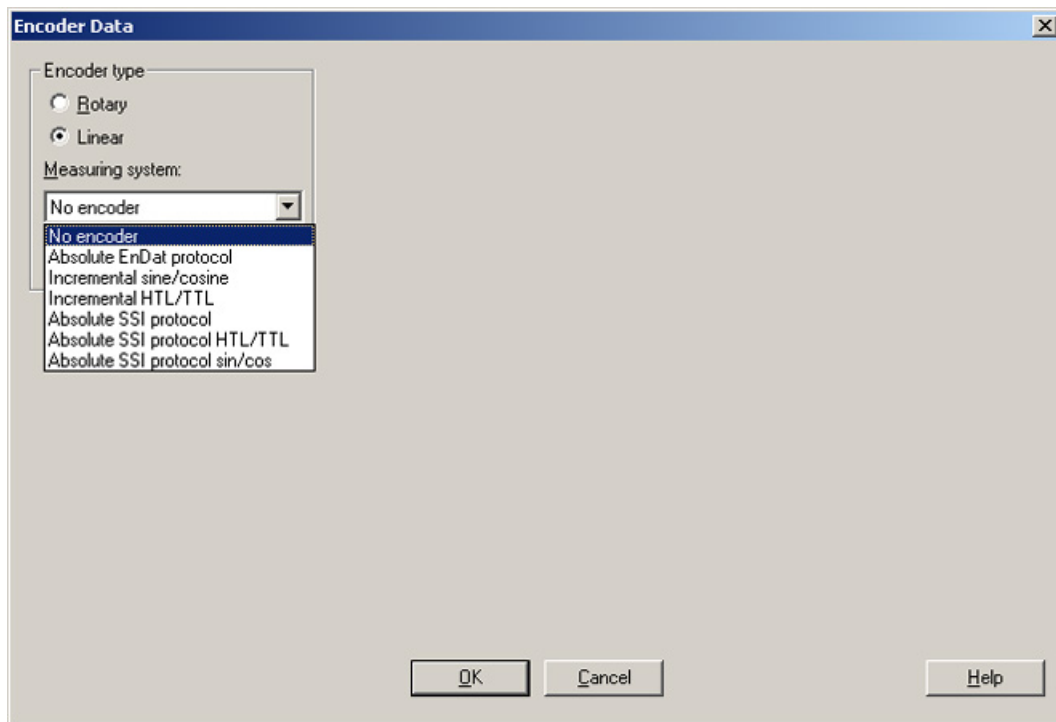 Encoder Data
Encoder type
Rotary
Linear
Measuring system:
No encoder
No encoder
Absolute EnDat protocol
Incremental sine/cosine
Incremental HTL/TTL
Absolute SSI protocol
Absolute SSI protocol HTL/TTL
Absolute SSI protocol sin/cos
OK Cancel Help